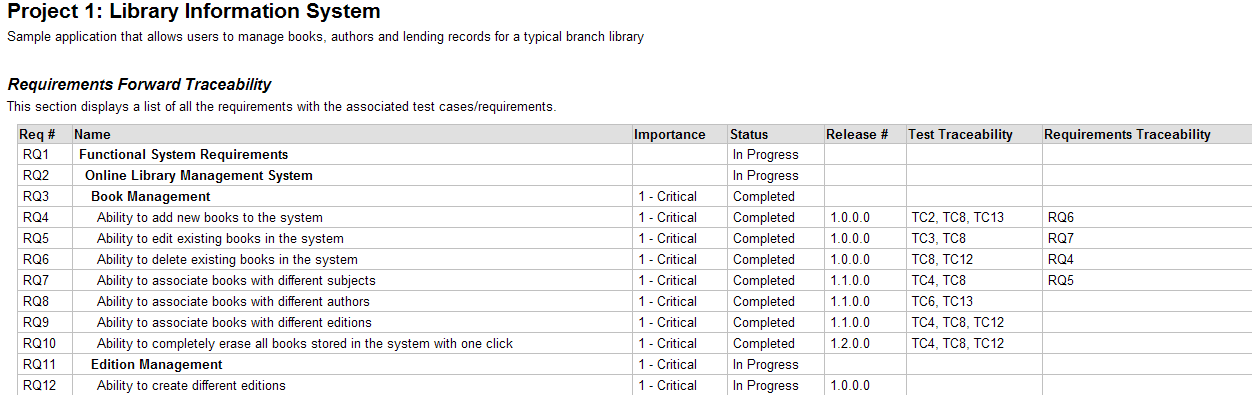 Project 1: Library Information System
Sample application that allows users to manage books, authors and lending records for a typical branch library
Requirements Forward Traceability
This section displays a list of all the requirements with the associated test cases/requirements.
Req # Name Importance Status Release # Test Traceability Requirements Traceability
RQ1 Functional System Requirements In Progress
RQ2 Online Library Management System In Progress
RQ3 Book Management 1 - Critical Completed
RQ4 Ability to add new books to the system 1 - Critical Completed 1.0.0.0 TC2, TC8, TC13 RQ6
RQ5 Ability to edit existing books in the system 1 - Critical Completed 1.0.0.0 TC3, TC8 RQ7
RQ6 Ability to delete existing books in the system 1 - Critical Completed 1.0.0.0 TC8, TC12 RQ4
RQ7 Ability to associate books with different subjects 1 - Critical Completed 1.1.0.0 TC4, TC8 RQ5
RQ8 Ability to associate books with different authors 1 - Critical Completed 1.1.0.0 TC6, TC13
RQ9 Ability to associate books with different editions 1 - Critical Completed 1.1.0.0 TC4, TC8, TC12
RQ10 Ability to completely erase all books stored in the system with one click 1 - Critical Completed 1.2.0.0 TC4, TC8, TC12
RQ11 Edition Management 1 - Critical In Progress
RQ12 Ability to create different editions 1 - Critical In Progress 1.0.0.0